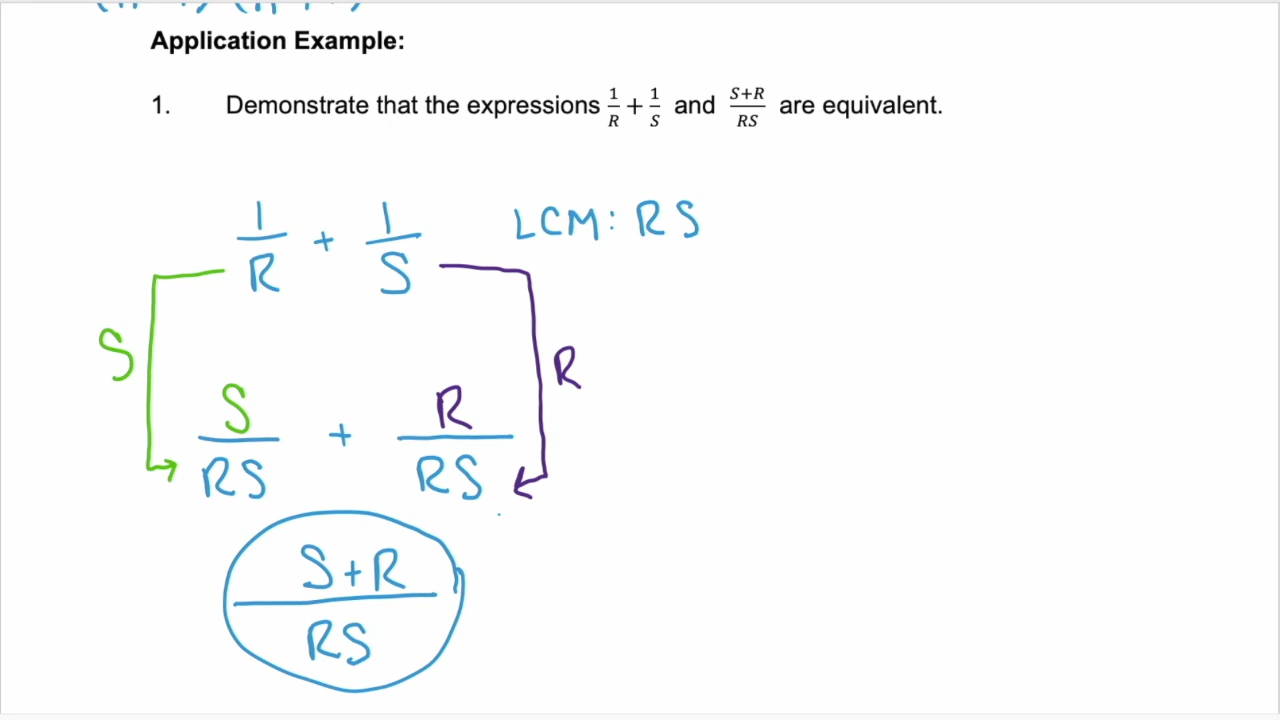 Application Example:
1. Demonstrate that the expressions 1/R + 1/S and S+R/RS are equivalent.
1/R + 1/S LCM: RS
S R
S/RS + R/RS
S+R/RS